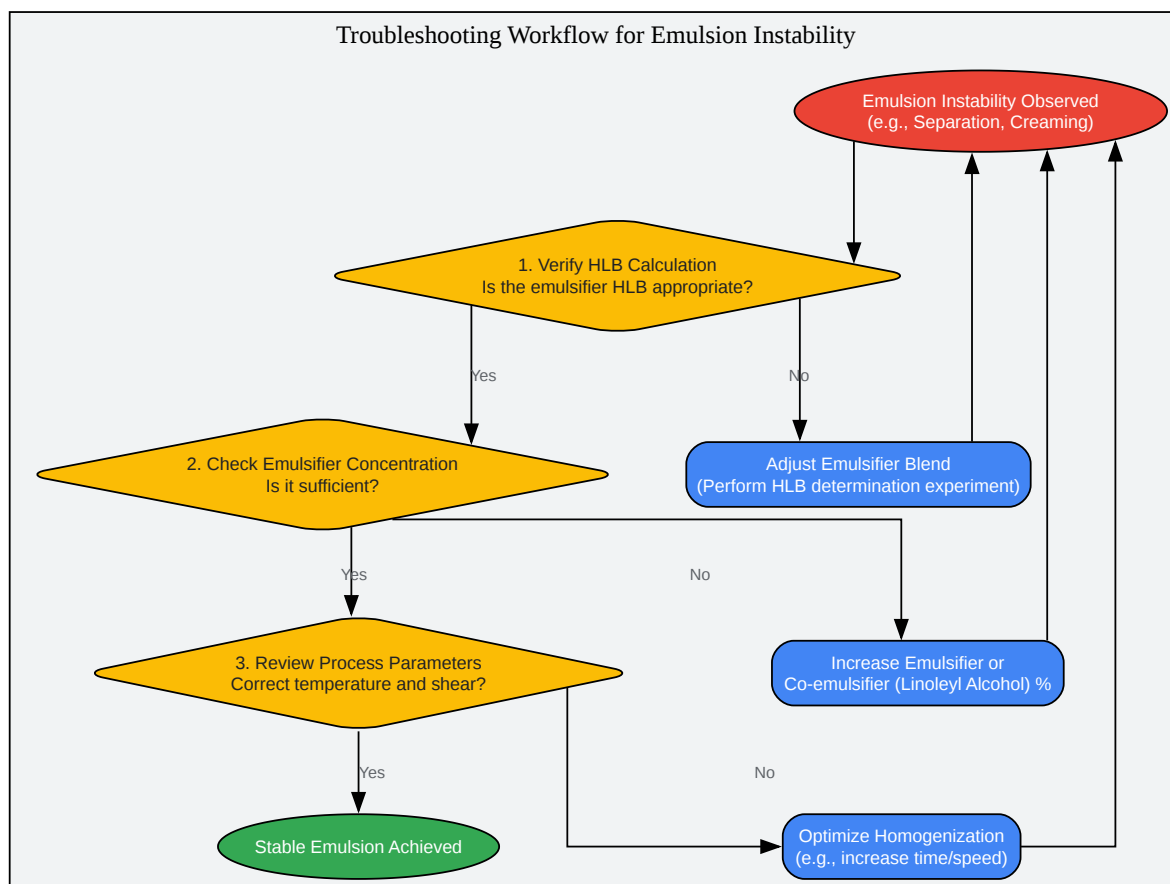 Troubleshooting Workflow for Emulsion Instability
Emulsion Instability Observed
(e.g., Separation, Creaming)
1. Verify HLB Calculation
Is the emulsifier HLB appropriate?
Yes
No
2. Check Emulsifier Concentration
Is it sufficient?
Adjust Emulsifier Blend
(Perform HLB determination experiment)
Yes
No
3. Review Process Parameters
Correct temperature and shear?
Increase Emulsifier or
Co-emulsifier (Linoleyl Alcohol) %
Yes
No
Stable Emulsion Achieved
Optimize Homogenization
(e.g., increase time/speed)